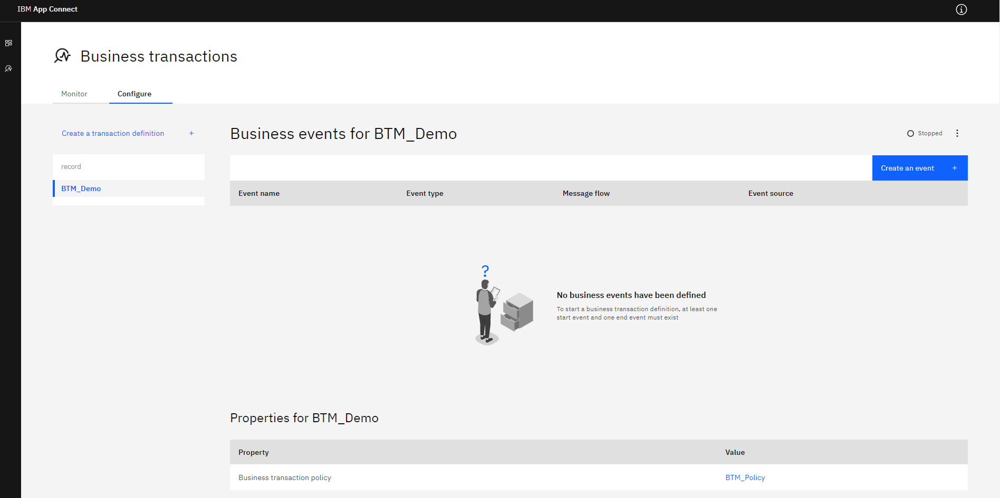 IBM App Connect
Business transactions
Monitor
Configure
Create a transaction definition +
record
BTM_Demo
Business events for BTM_Demo
Stopped
Create an event +
Event name
Event type
Message flow
Event source
?
No business events have been defined
To start a business transaction definition, at least one
start event and one end event must exist
Properties for BTM_Demo
Property
Value
Business transaction policy
BTM_Policy